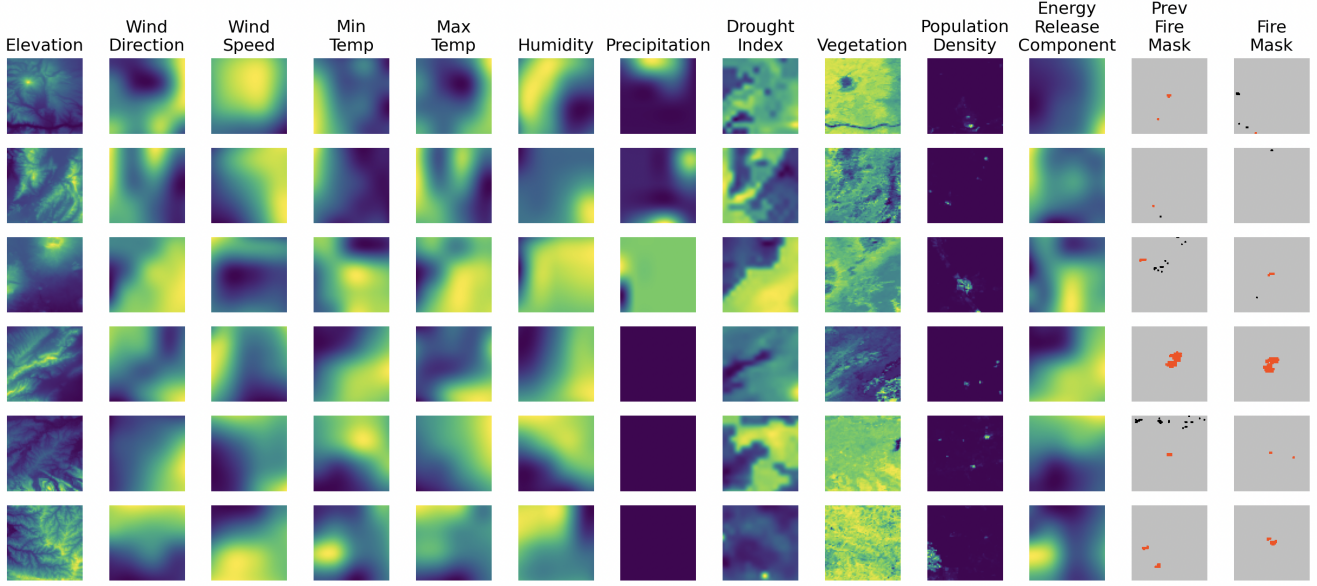 Elevation
Wind
Direction
Wind
Speed
Min
Temp
Max
Temp
Humidity
Precipitation
Drought
Index
Vegetation
Population
Density
Energy
Release
Component
Prev
Fire
Mask
Fire
Mask